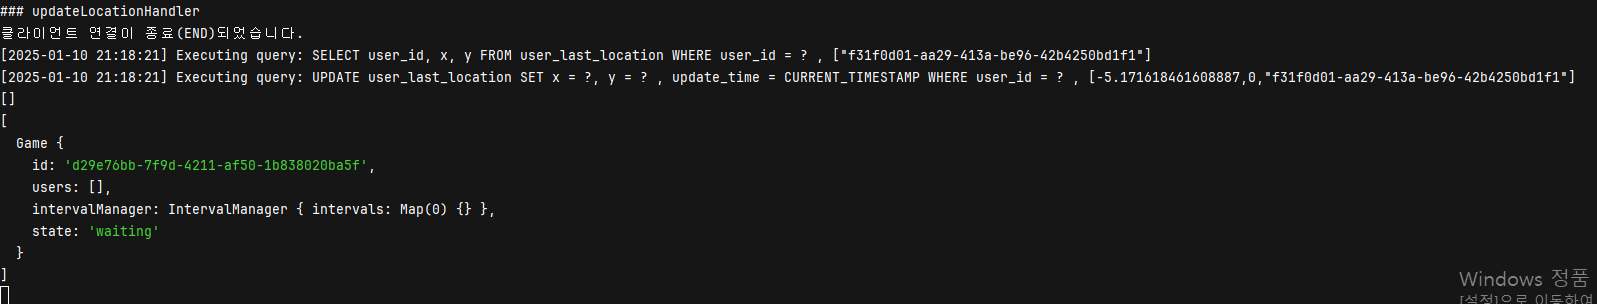 ### updateLocationHandler
클라이언트 연결이 종료(END)되었습니다.
[2025-01-10 21:18:21] Executing query: SELECT user_id, x, y FROM user_last_location WHERE user_id = ? , ["f31f0d01-aa29-413a-be96-42b4250bd1f1"]
[2025-01-10 21:18:21] Executing query: UPDATE user_last_location SET x = ?, y = ? , update_time = CURRENT_TIMESTAMP WHERE user_id = ? , [-5.171618461608887,0,"f31f0d01-aa29-413a-be96-42b4250bd1f1"]
[]
[
  Game {
    id: 'd29e76bb-7f9d-4211-af50-1b838020ba5f',
    users: [],
    intervalManager: IntervalManager { intervals: Map(0) {} },
    state: 'waiting'
  }
]
Windows 정품
[설정]으로 이동하여